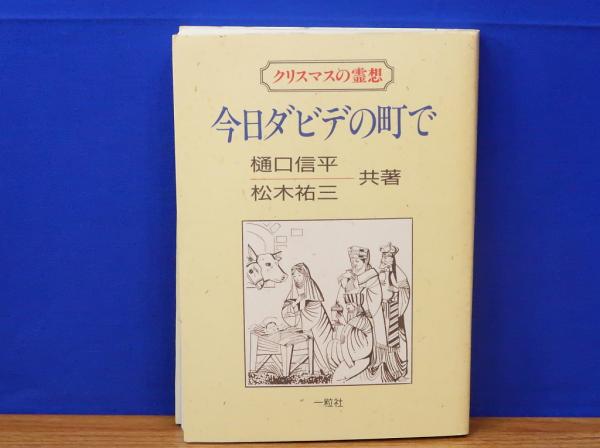 クリスマスの霊想
今日ダビデの町で
樋口信平
松木祐三
共著
一粒社